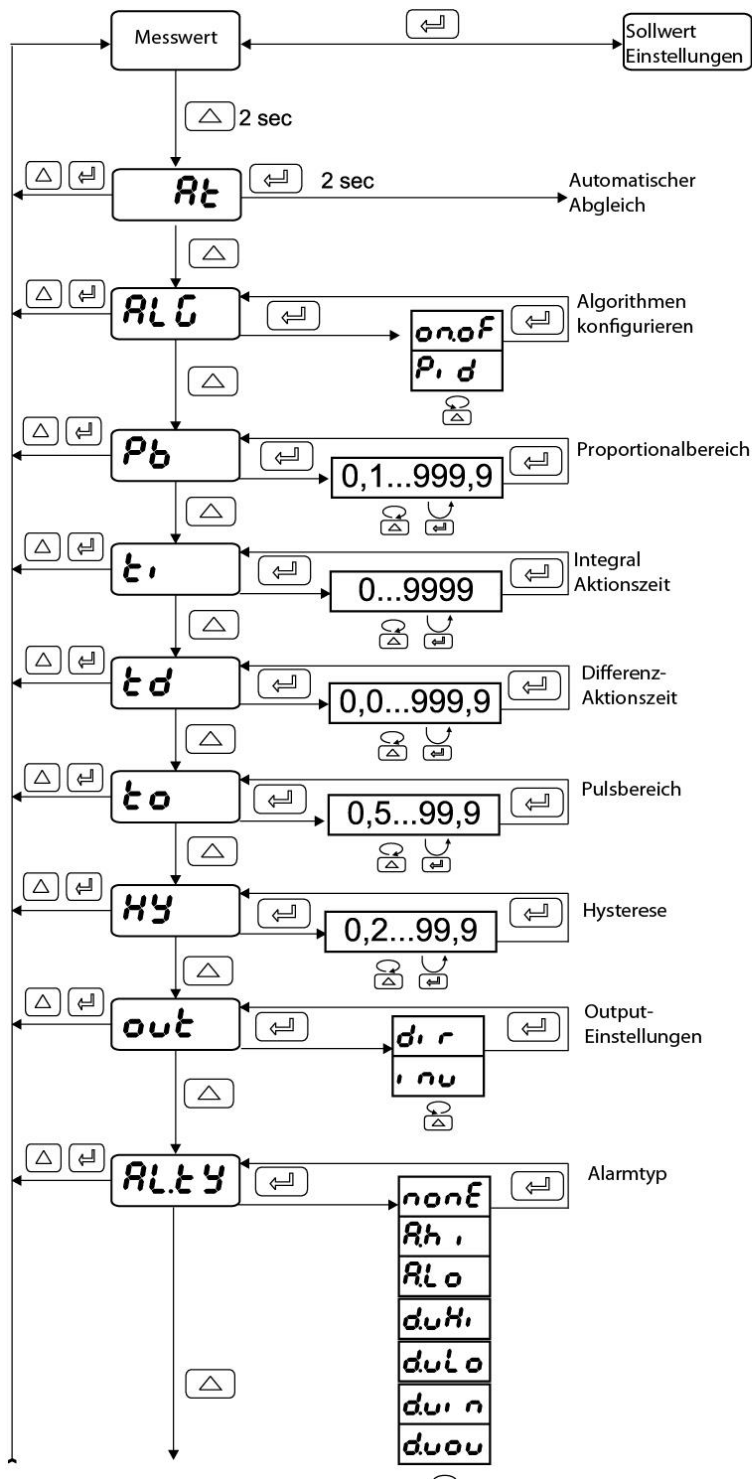 Messwert
Sollwert
Einstellungen
2 sec
At
2 sec
Automatischer
Abgleich
ALG
on.oF
Pid
Algorithmen
konfigurieren
Pb
0,1...999,9
Proportionalbereich
ti
0...9999
Integral
Aktionszeit
td
0,0...999,9
Differenz-
Aktionszeit
to
0,5...99,9
Pulsbereich
HY
0,2...99,9
Hysterese
out
dir
inv
Output-
Einstellungen
AL.tY
Alarmtyp
nonE
A.hi
A.Lo
d.uHi
d.uLo
d.uin
d.uou